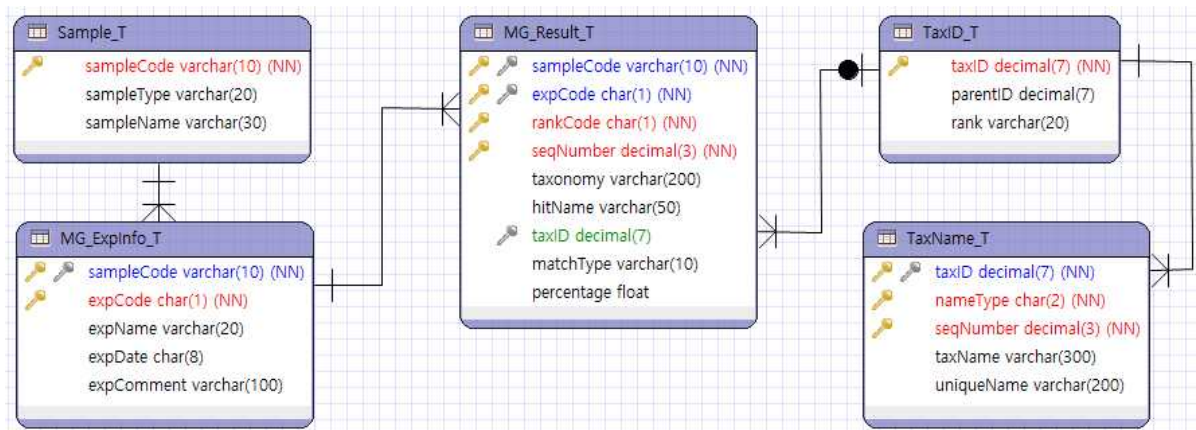 Sample_T
sampleCode varchar(10) (NN)
sampleType varchar(20)
sampleName varchar(30)
MG_ExpInfo_T
sampleCode varchar(10) (NN)
expCode char(1) (NN)
expName varchar(20)
expDate char(8)
expComment varchar(100)
MG_Result_T
sampleCode varchar(10) (NN)
expCode char(1) (NN)
rankCode char(1) (NN)
seqNumber decimal(3) (NN)
taxonomy varchar(200)
hitName varchar(50)
taxID decimal(7)
matchType varchar(10)
percentage float
TaxID_T
taxID decimal(7) (NN)
parentID decimal(7)
rank varchar(20)
TaxName_T
taxID decimal(7) (NN)
nameType char(2) (NN)
seqNumber decimal(3) (NN)
taxName varchar(300)
uniqueName varchar(200)